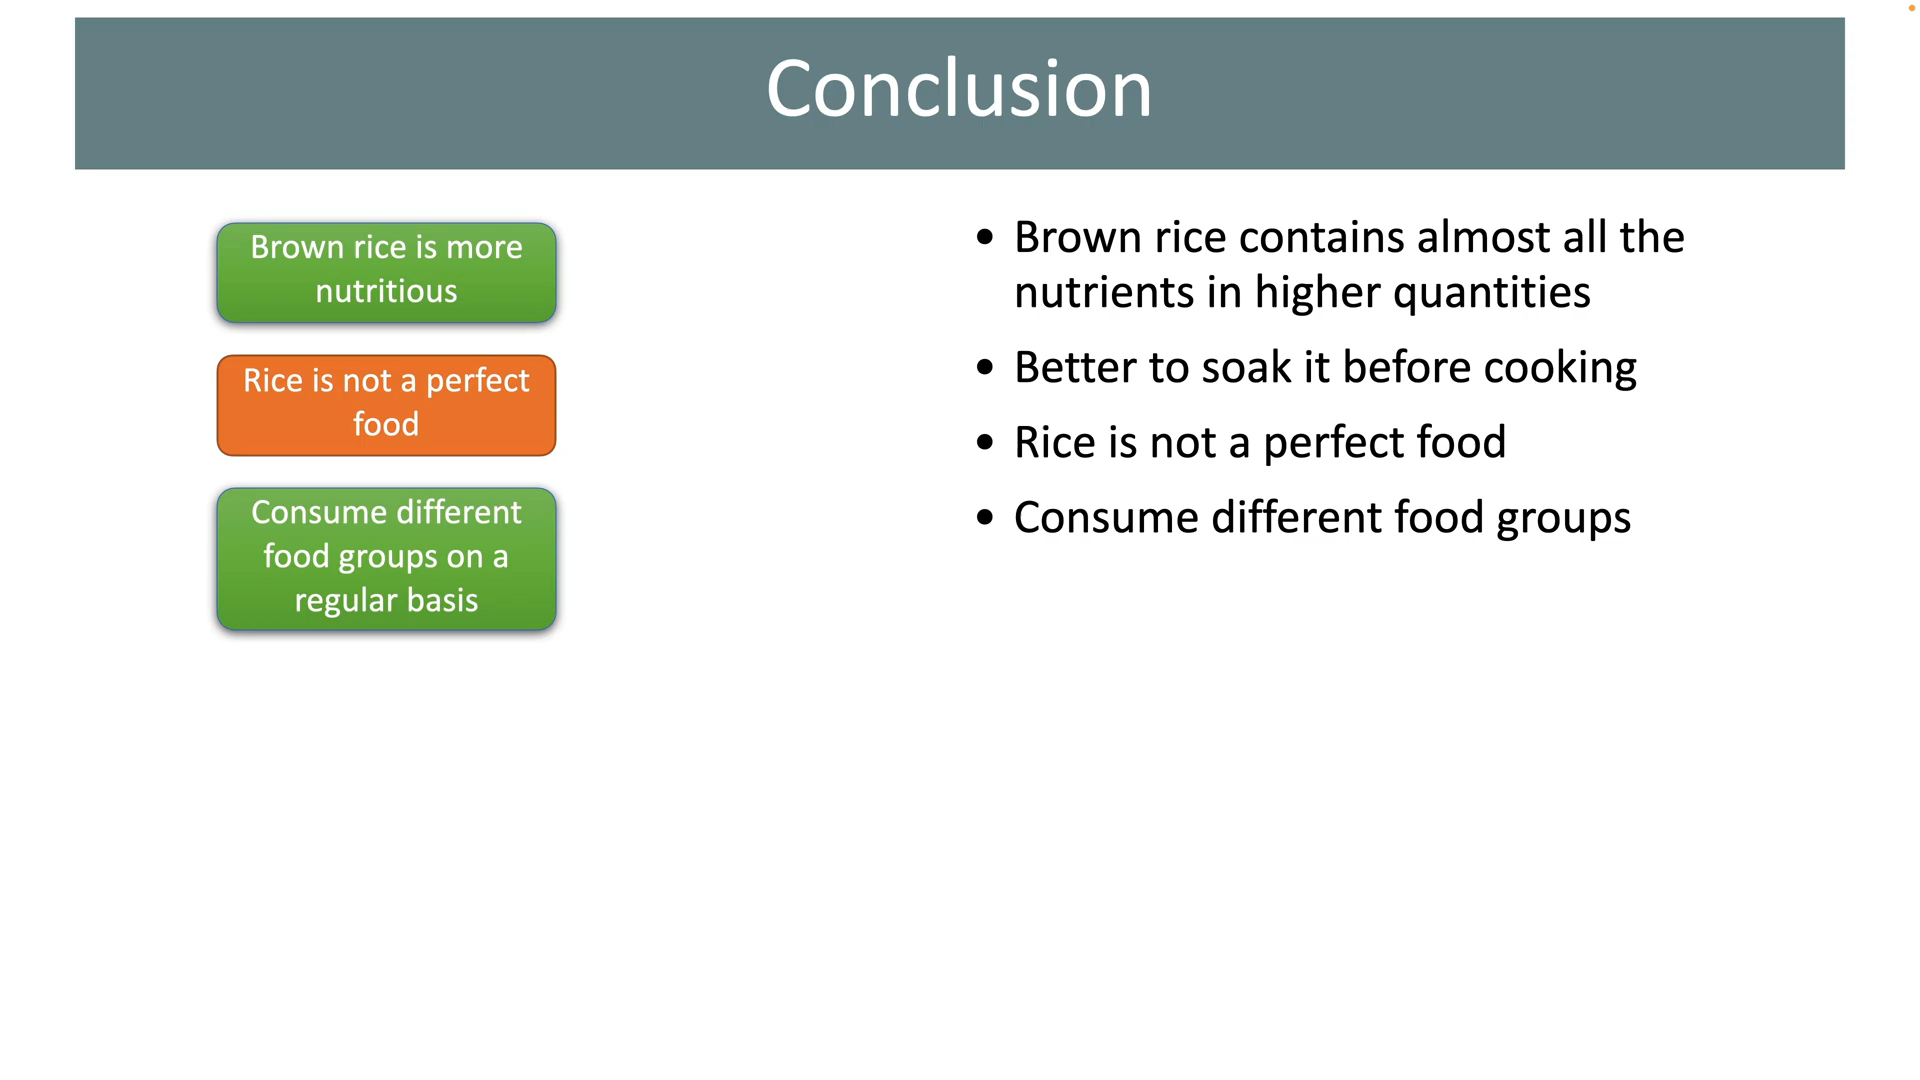 Conclusion
Brown rice is more
nutritious
Rice is not a perfect
food
Consume different
food groups on a
regular basis
• Brown rice contains almost all the
nutrients in higher quantities
• Better to soak it before cooking
• Rice is not a perfect food
• Consume different food groups